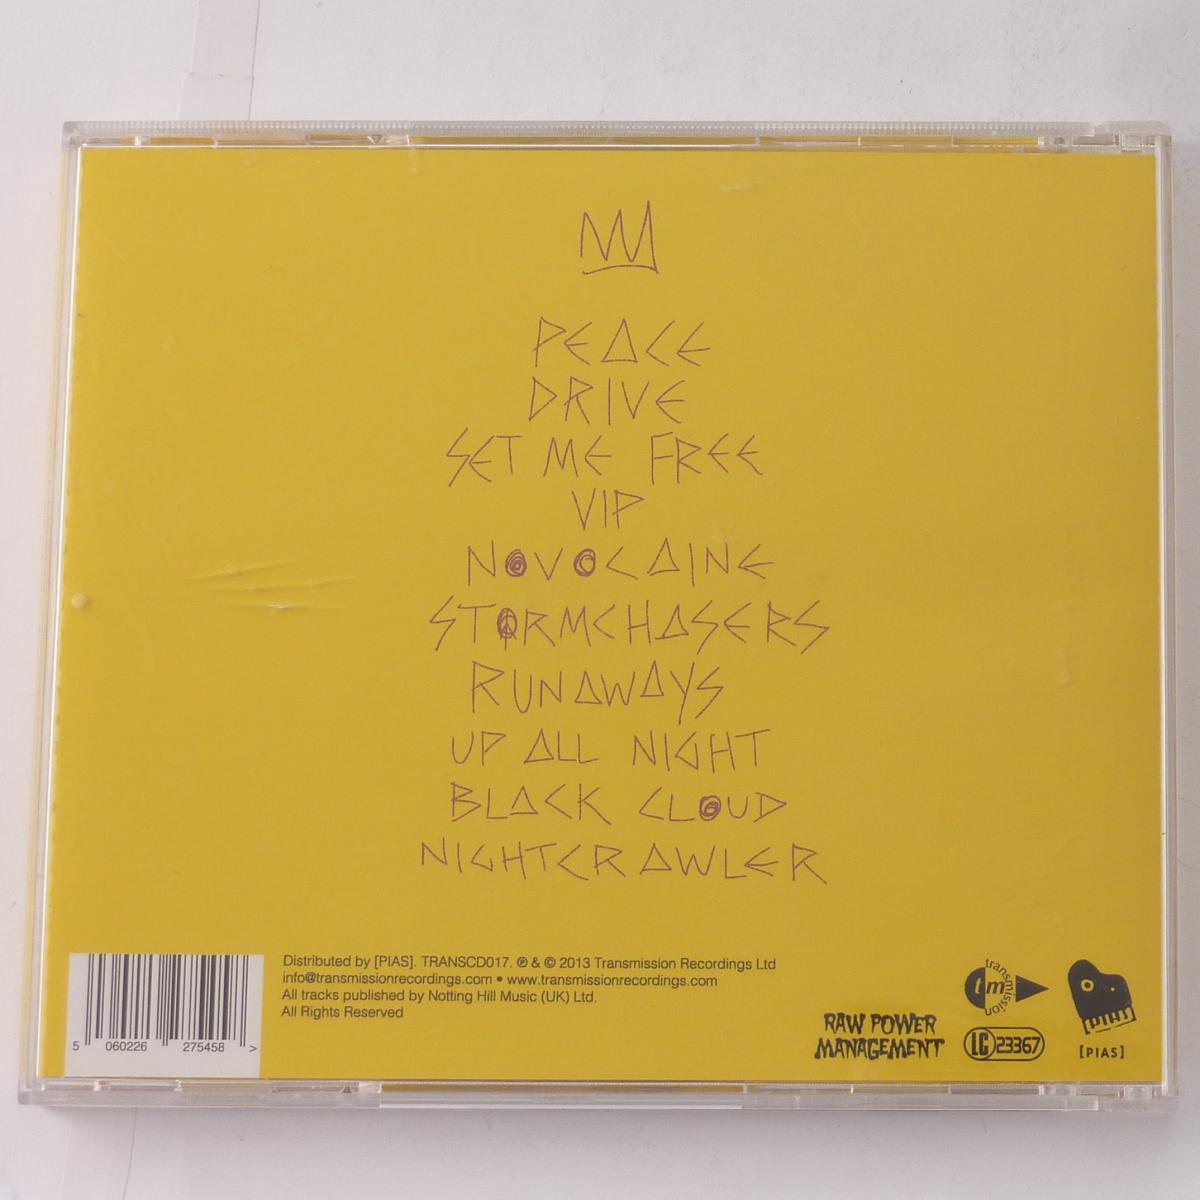 PEACE
DRIVE
SET ME FREE
VIP
NOVOCAINE
STORMCHASERS
RUNAWAYS
UP ALL NIGHT
BLACK CLOUD
NIGHTCRAWLER
Distributed by [PIAS]. TRANSCD017. ℗ & © 2013 Transmission Recordings Ltd
info@transmissionrecordings.com • www.transmissionrecordings.com
All tracks published by Notting Hill Music (UK) Ltd.
All Rights Reserved
5 060226 275458 >
RAW POWER
MANAGEMENT
transmission
tm
LC 23367
PIAS
[PIAS]